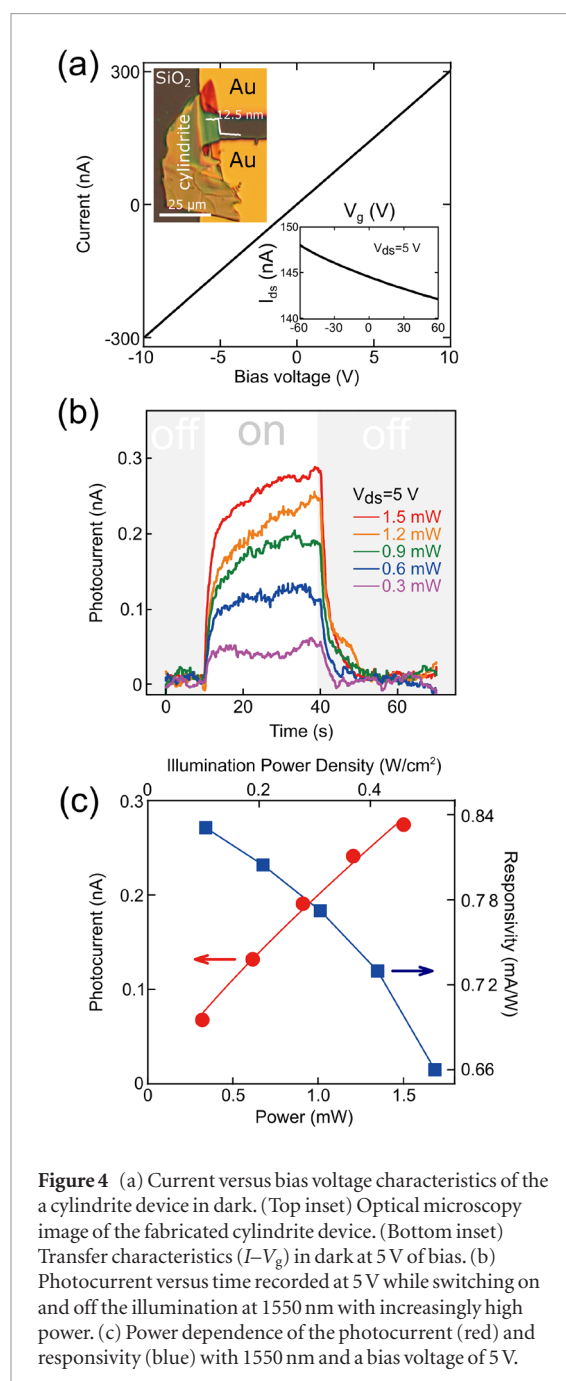 (a)
300
0
-300
Current (nA)
SiO₂
Au
12.5 nm
cylindrite
Au
25 μm
Vg (V)
150
145
140
Ids (nA)
Vds=5 V
-60 -30 0 30 60
-10 -5 0 5 10
Bias voltage (V)
(b)
off on off
0.3
0.2
0.1
0
Photocurrent (nA)
Vds=5 V
1.5 mW
1.2 mW
0.9 mW
0.6 mW
0.3 mW
0 20 40 60
Time (s)
Illumination Power Density (W/cm²)
0 0.2 0.4
(c)
0.3
0.2
0.1
0
Photocurrent (nA)
0.84
0.78
0.72
0.66
Responsivity (mA/W)
0 0.5 1.0 1.5
Power (mW)
Figure 4 (a) Current versus bias voltage characteristics of the
a cylindrite device in dark. (Top inset) Optical microscopy
image of the fabricated cylindrite device. (Bottom inset)
Transfer characteristics (I–Vg) in dark at 5 V of bias. (b)
Photocurrent versus time recorded at 5 V while switching on
and off the illumination at 1550 nm with increasingly high
power. (c) Power dependence of the photocurrent (red) and
responsivity (blue) with 1550 nm and a bias voltage of 5 V.